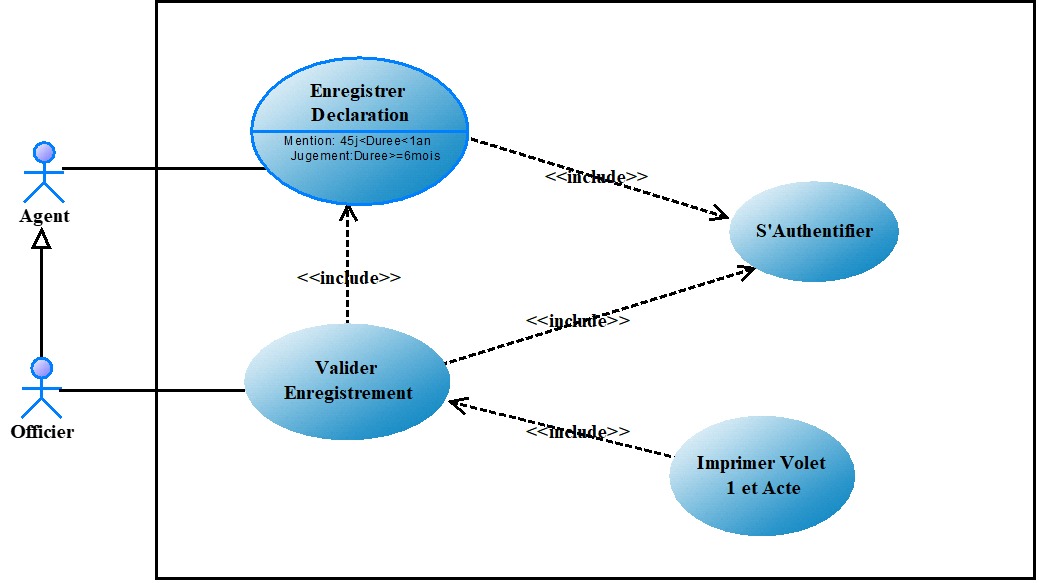 Enregistrer
Declaration
Mention: 45j<Duree<1an
Jugement:Duree>=6mois
<<include>>
Agent
S'Authentifier
<<include>>
<<include>>
Valider
Enregistrement
Officier
<<include>>
Imprimer Volet
1 et Acte